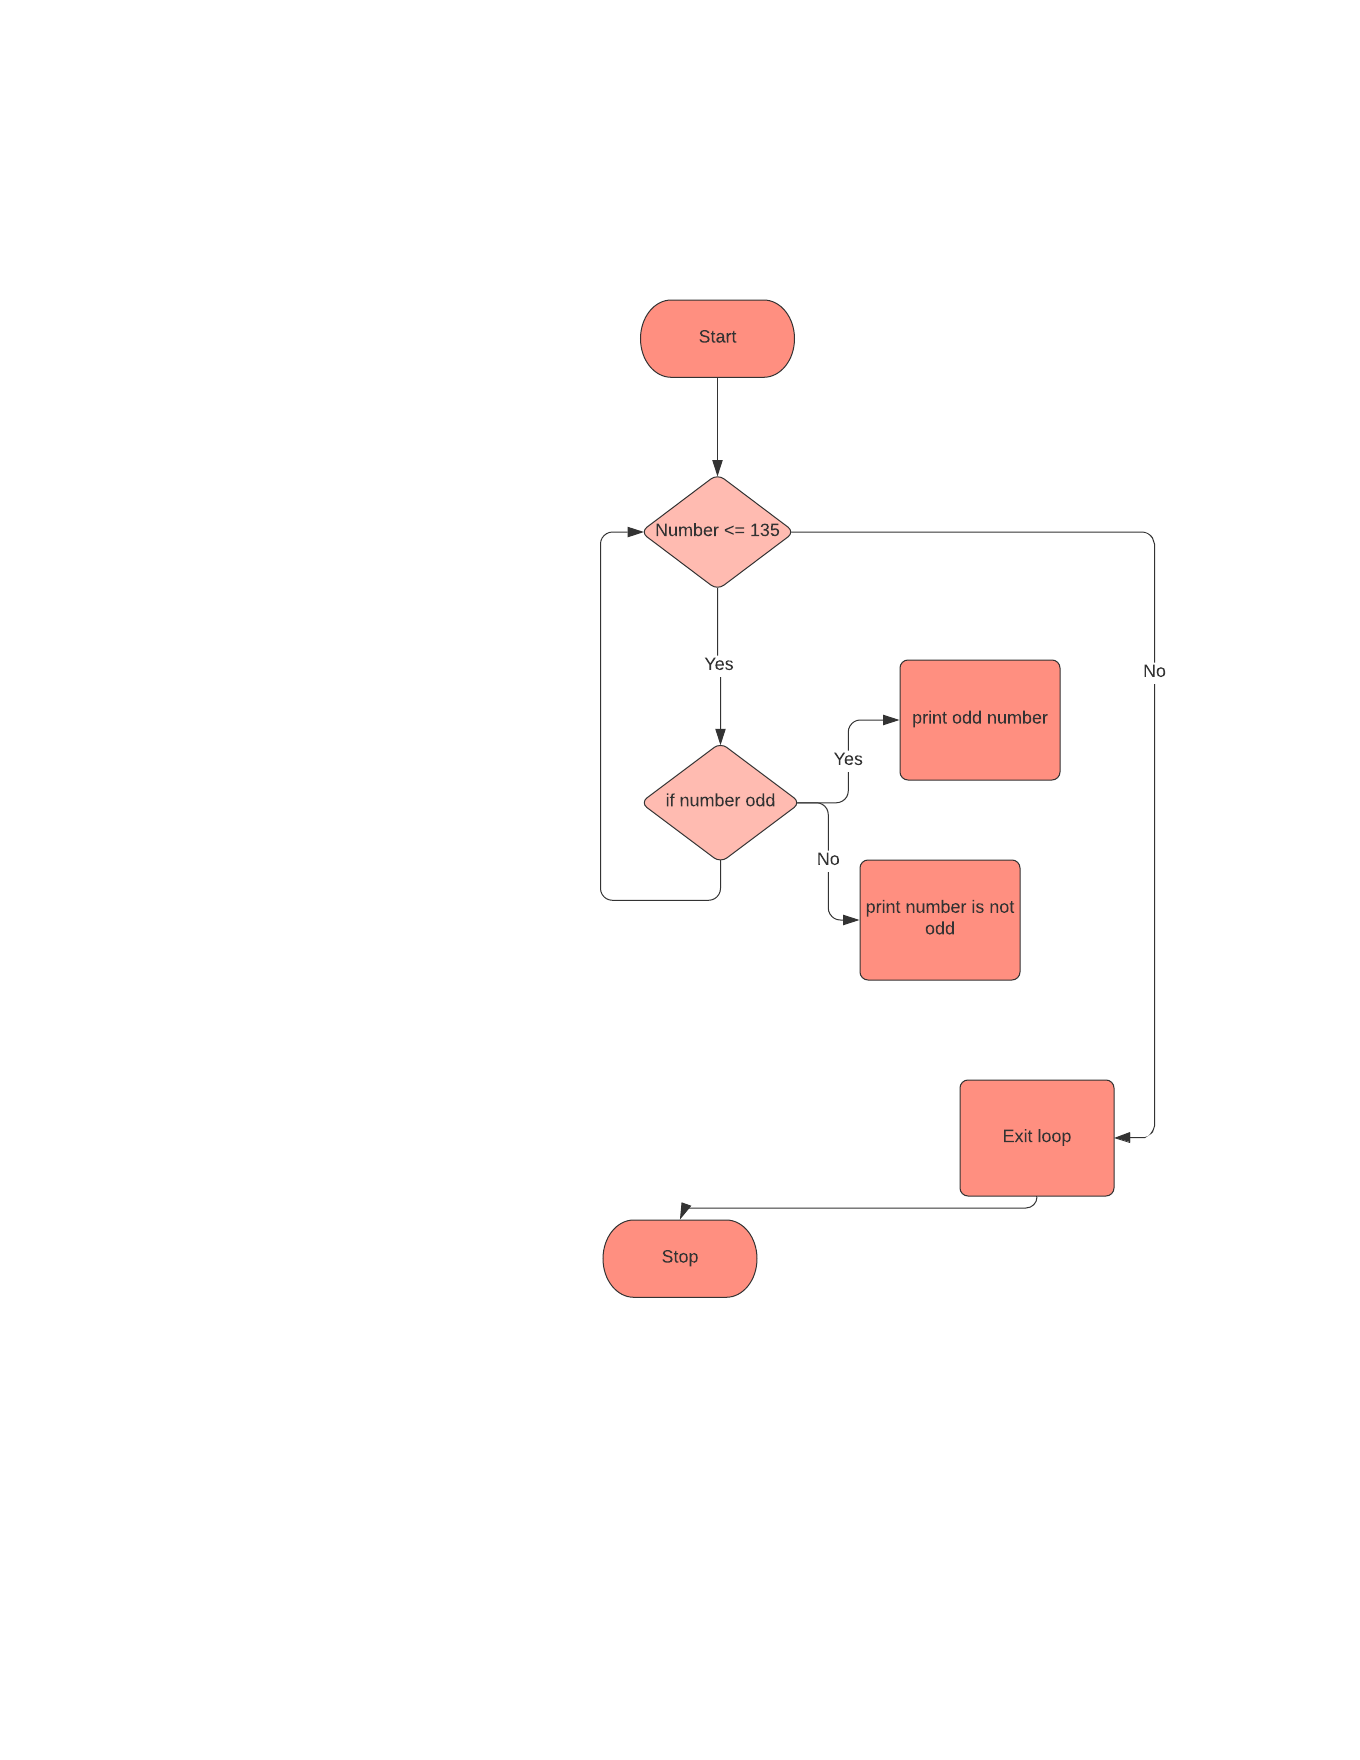 Start
Number <= 135
Yes
No
print odd number
Yes
if number odd
No
print number is not
odd
Exit loop
Stop